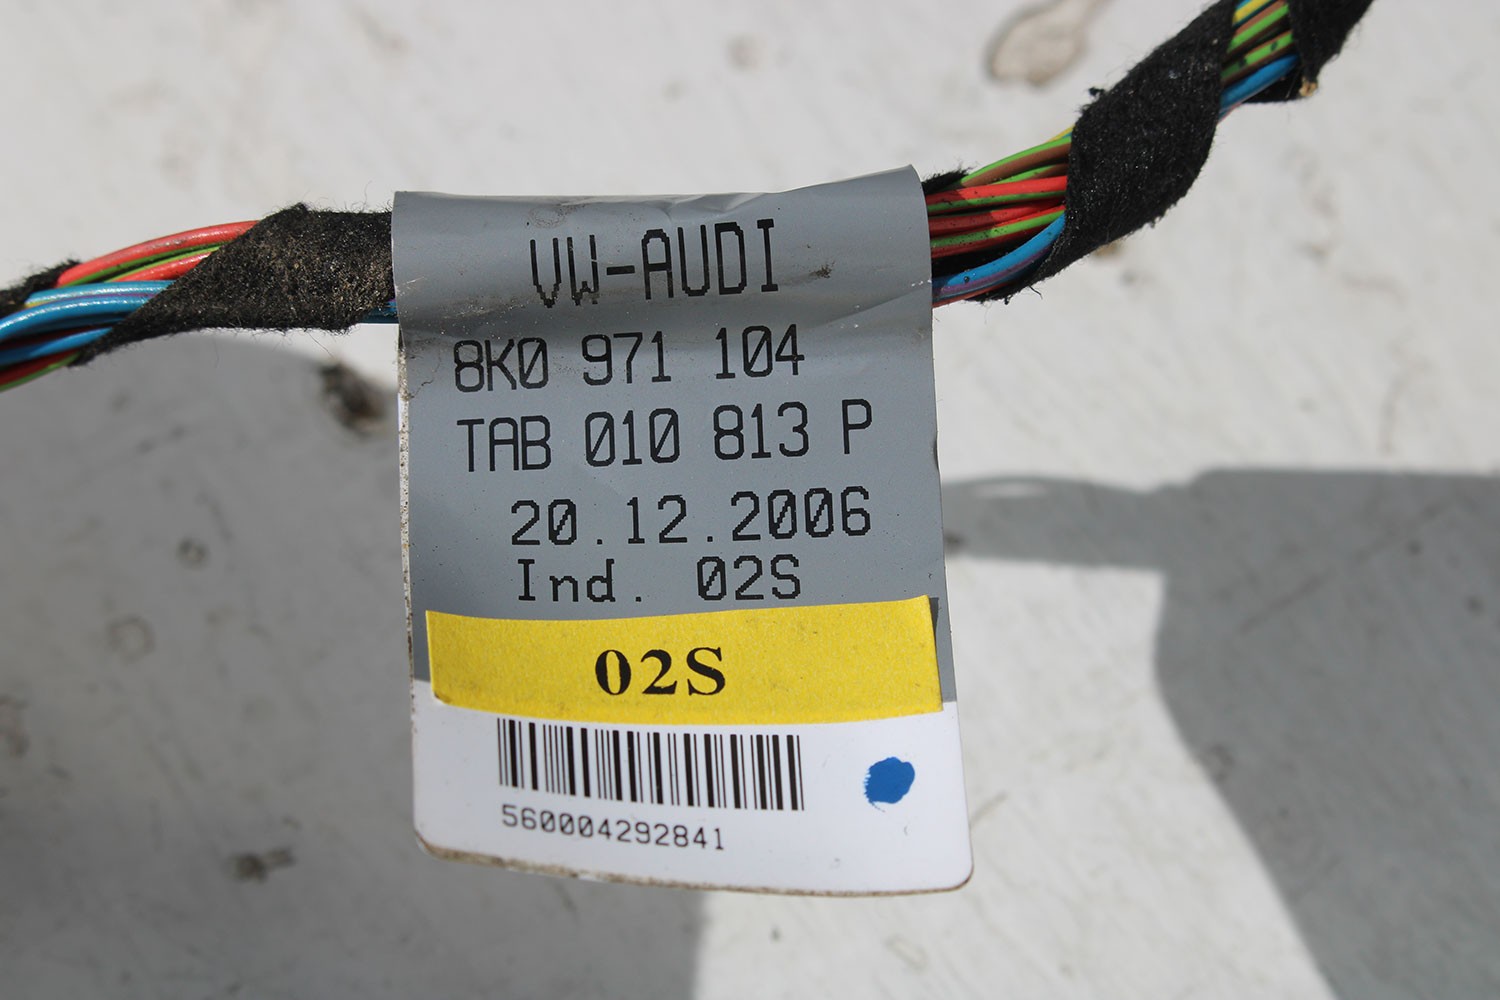 VW-AUDI
8K0 971 104
TAB 010 813 P
20.12.2006
Ind. 02S
02S
560004292841